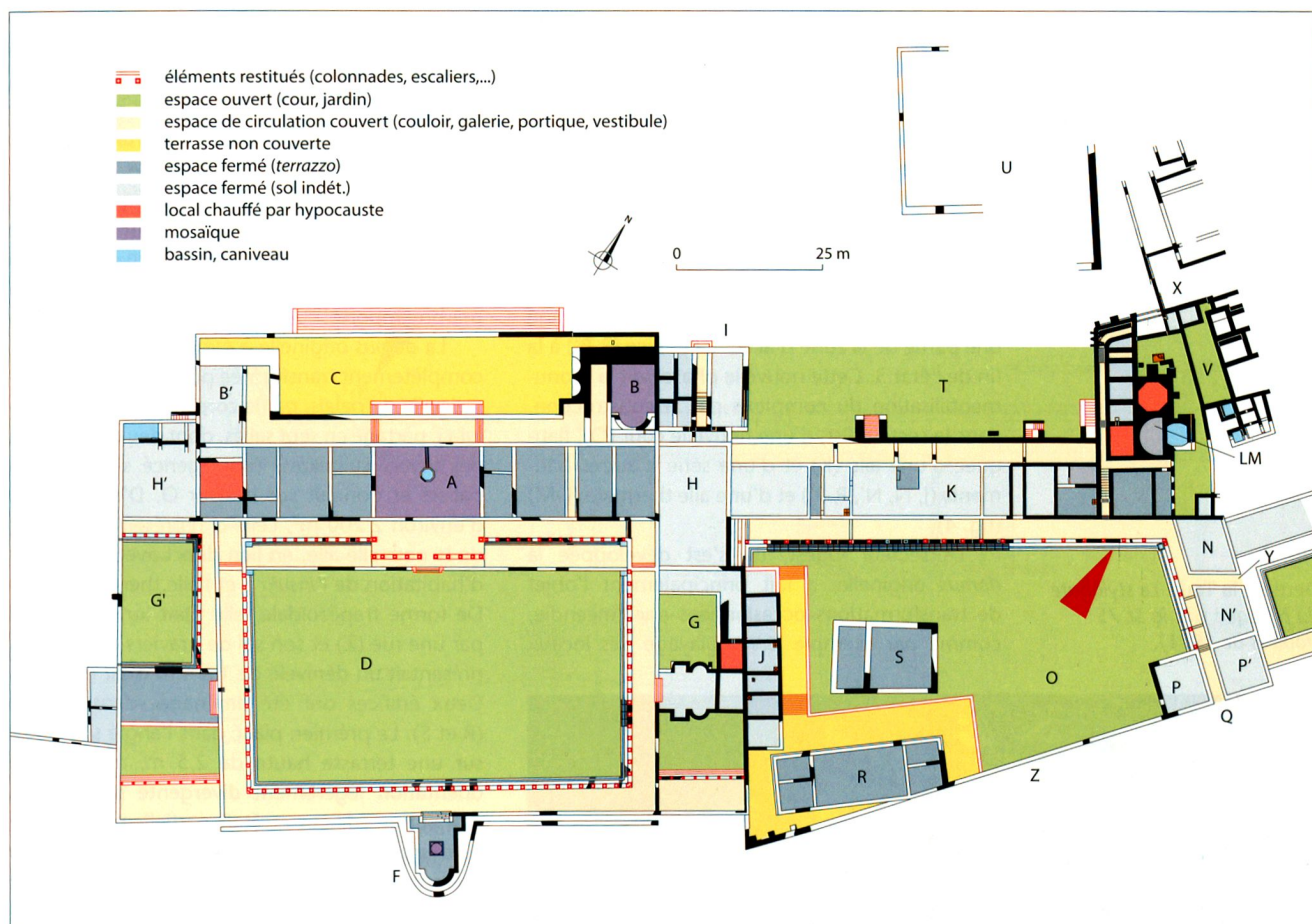 éléments restitués (colonnades, escaliers,...)
espace ouvert (cour, jardin)
espace de circulation couvert (couloir, galerie, portique, vestibule)
terrasse non couverte
espace fermé (terrazzo)
espace fermé (sol indét.)
local chauffé par hypocauste
mosaïque
bassin, caniveau
N
0 25 m
U
X
I
C
B'
B
T
V
LM
H'
A
H
K
N
Y
G'
D
G
J
S
O
N'
P'
P
Q
R
Z
F